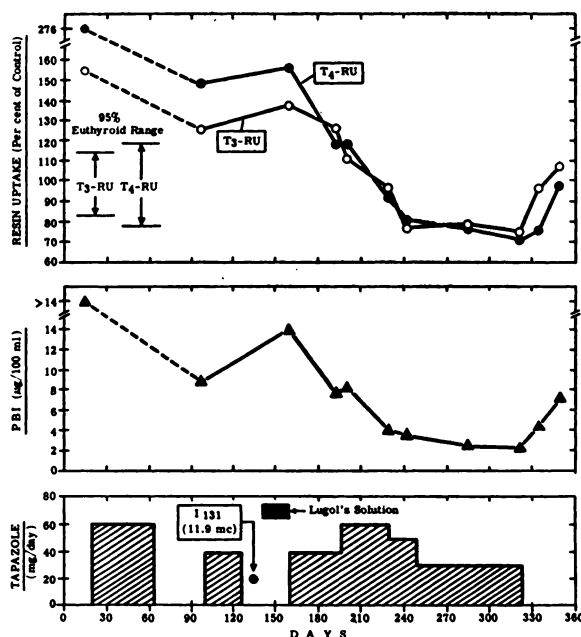 RESIN UPTAKE (Per cent of Control)
276
150
140
130
120
110
100
90
80
70
60
T4-RU
T3-RU
95%
Euthyroid Range
T3-RU T4-RU
PBI (µg/100 ml)
>14
14
12
10
8
6
4
2
0
TAPAZOLE
(mg/day)
80
60
40
20
0
I 131
(11.9 mc)
Lugol's Solution
0 30 60 90 120 150 180 210 240 270 300 330 360
D A Y S